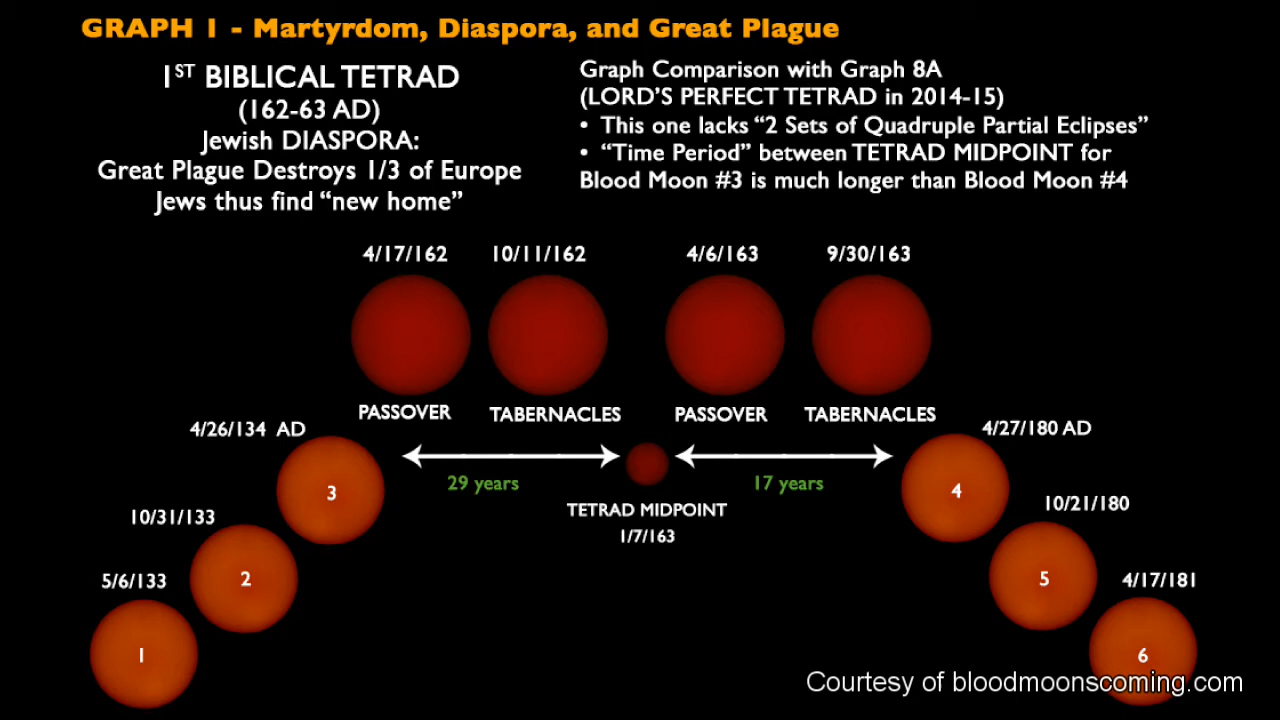 GRAPH 1 - Martyrdom, Diaspora, and Great Plague
1ST BIBLICAL TETRAD
(162-63 AD)
Jewish DIASPORA:
Great Plague Destroys 1/3 of Europe
Jews thus find “new home”
Graph Comparison with Graph 8A
(LORD’S PERFECT TETRAD in 2014-15)
• This one lacks “2 Sets of Quadruple Partial Eclipses”
• “Time Period” between TETRAD MIDPOINT for
Blood Moon #3 is much longer than Blood Moon #4
4/17/162 10/11/162 4/6/163 9/30/163
PASSOVER TABERNACLES PASSOVER TABERNACLES
4/26/134 AD
3
29 years
17 years
4/27/180 AD
4
TETRAD MIDPOINT
1/7/163
10/31/133
2
10/21/180
5
5/6/133
1
4/17/181
6
Courtesy of bloodmoonscoming.com